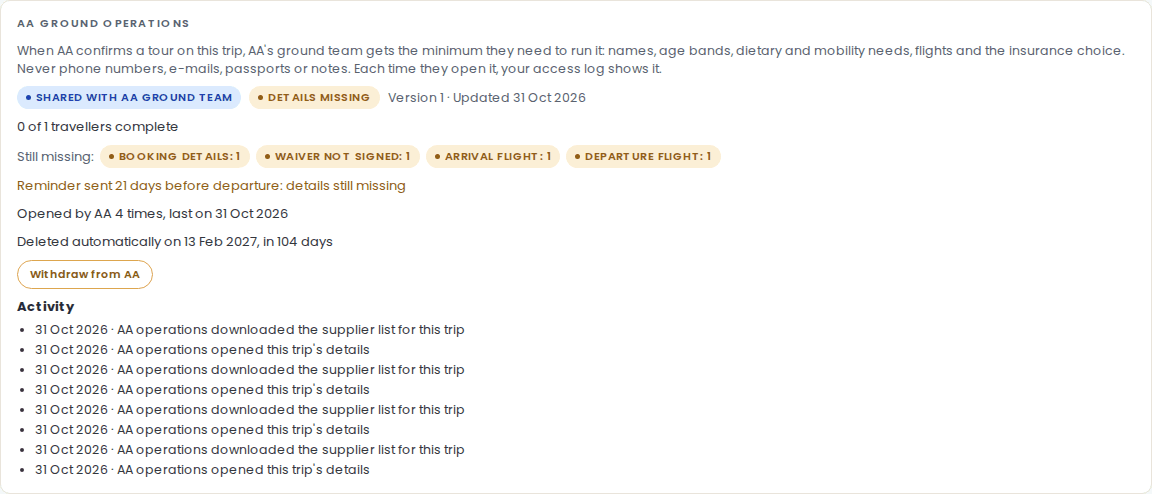 AA GROUND OPERATIONS
When AA confirms a tour on this trip, AA's ground team gets the minimum they need to run it: names, age bands, dietary and mobility needs, flights and the insurance choice.
Never phone numbers, e-mails, passports or notes. Each time they open it, your access log shows it.
SHARED WITH AA GROUND TEAM DETAILS MISSING Version 1 · Updated 31 Oct 2026
0 of 1 travellers complete
Still missing: BOOKING DETAILS: 1 WAIVER NOT SIGNED: 1 ARRIVAL FLIGHT: 1 DEPARTURE FLIGHT: 1
Reminder sent 21 days before departure: details still missing
Opened by AA 4 times, last on 31 Oct 2026
Deleted automatically on 13 Feb 2027, in 104 days
Withdraw from AA
Activity
31 Oct 2026 · AA operations downloaded the supplier list for this trip
31 Oct 2026 · AA operations opened this trip's details
31 Oct 2026 · AA operations downloaded the supplier list for this trip
31 Oct 2026 · AA operations opened this trip's details
31 Oct 2026 · AA operations downloaded the supplier list for this trip
31 Oct 2026 · AA operations opened this trip's details
31 Oct 2026 · AA operations downloaded the supplier list for this trip
31 Oct 2026 · AA operations opened this trip's details